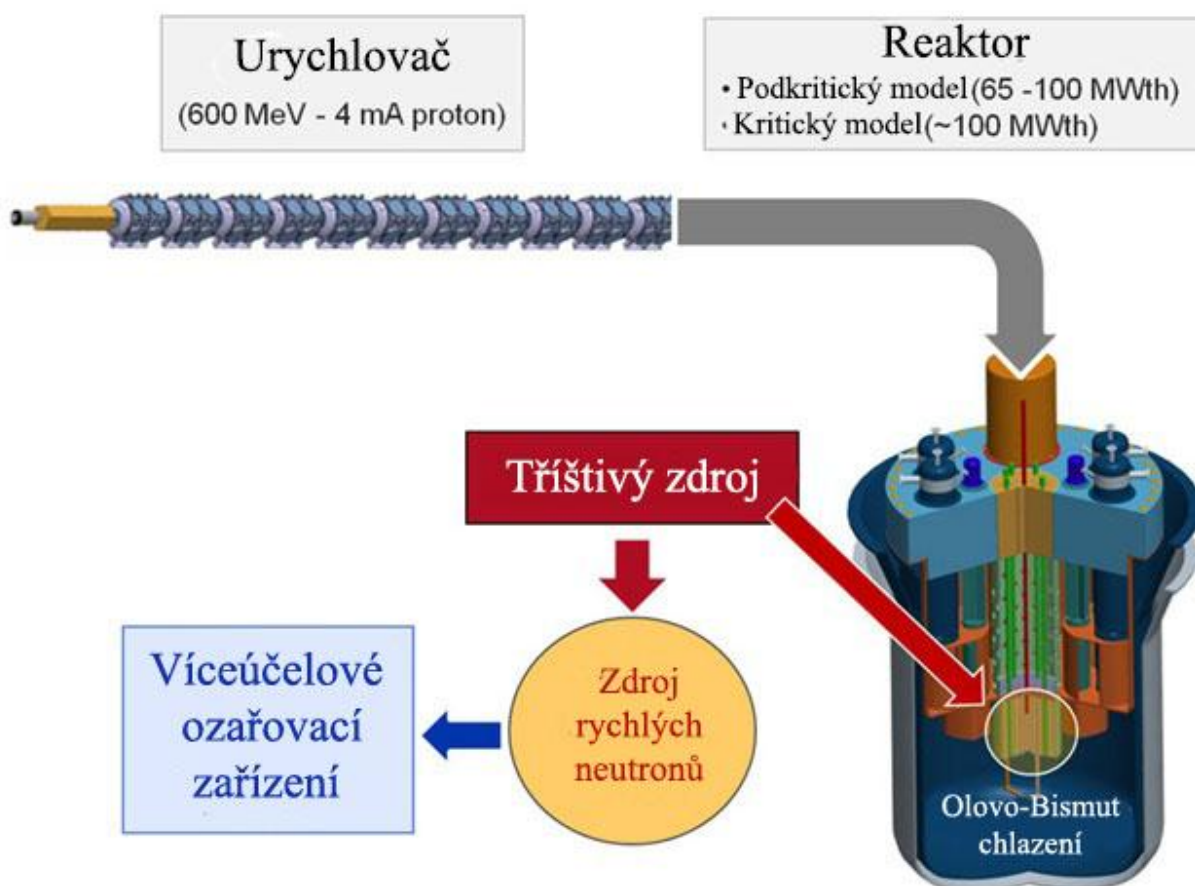 Urychlovač
(600 MeV - 4 mA proton)
Reaktor
• Podkritický model(65 -100 MWth)
• Kritický model(~100 MWth)
Tříštivý zdroj
Zdroj
rychlých
neutronů
Víceúčelové
ozařovací
zařízení
Olovo-Bismut
chlazení